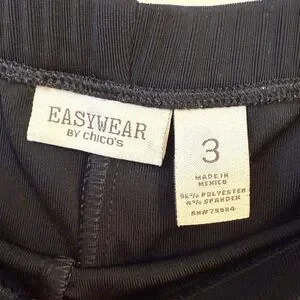 EASYWEAR
BY CHICO'S
3
MADE IN
MEXICO
96% POLYESTER
4% SPANDEX